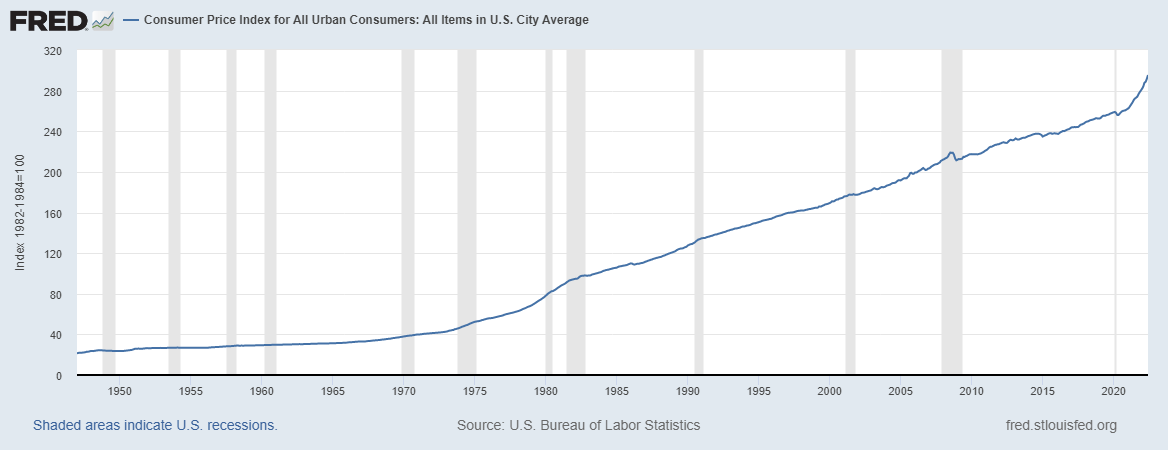 FRED
Consumer Price Index for All Urban Consumers: All Items in U.S. City Average
320
280
240
200
160
120
80
40
0
Index 1982-1984=100
1950 1955 1960 1965 1970 1975 1980 1985 1990 1995 2000 2005 2010 2015 2020
Shaded areas indicate U.S. recessions. Source: U.S. Bureau of Labor Statistics fred.stlouisfed.org